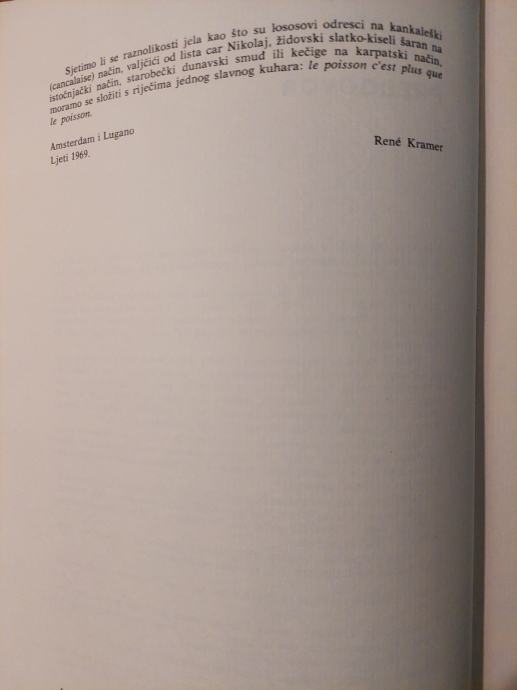 Sjetimo li se raznolikosti jela kao što su lososovi odresci na kankaleški
(cancalaise) način, valjčići od lista car Nikolaj, židovski slatko-kiseli šaran na
istočnjački način, starobečki dunavski smuđ ili kečige na karpatski način,
moramo se složiti s riječima jednog slavnog kuhara: le poisson c'est plus que
le poisson.
Amsterdam i Lugano
Ljeti 1969.
René Kramer